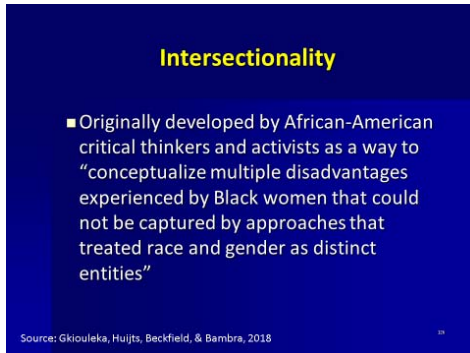 Intersectionality
Originally developed by African-American
critical thinkers and activists as a way to
“conceptualize multiple disadvantages
experienced by Black women that could
not be captured by approaches that
treated race and gender as distinct
entities”
Source: Gkiouleka, Huijts, Beckfield, & Bambra, 2018